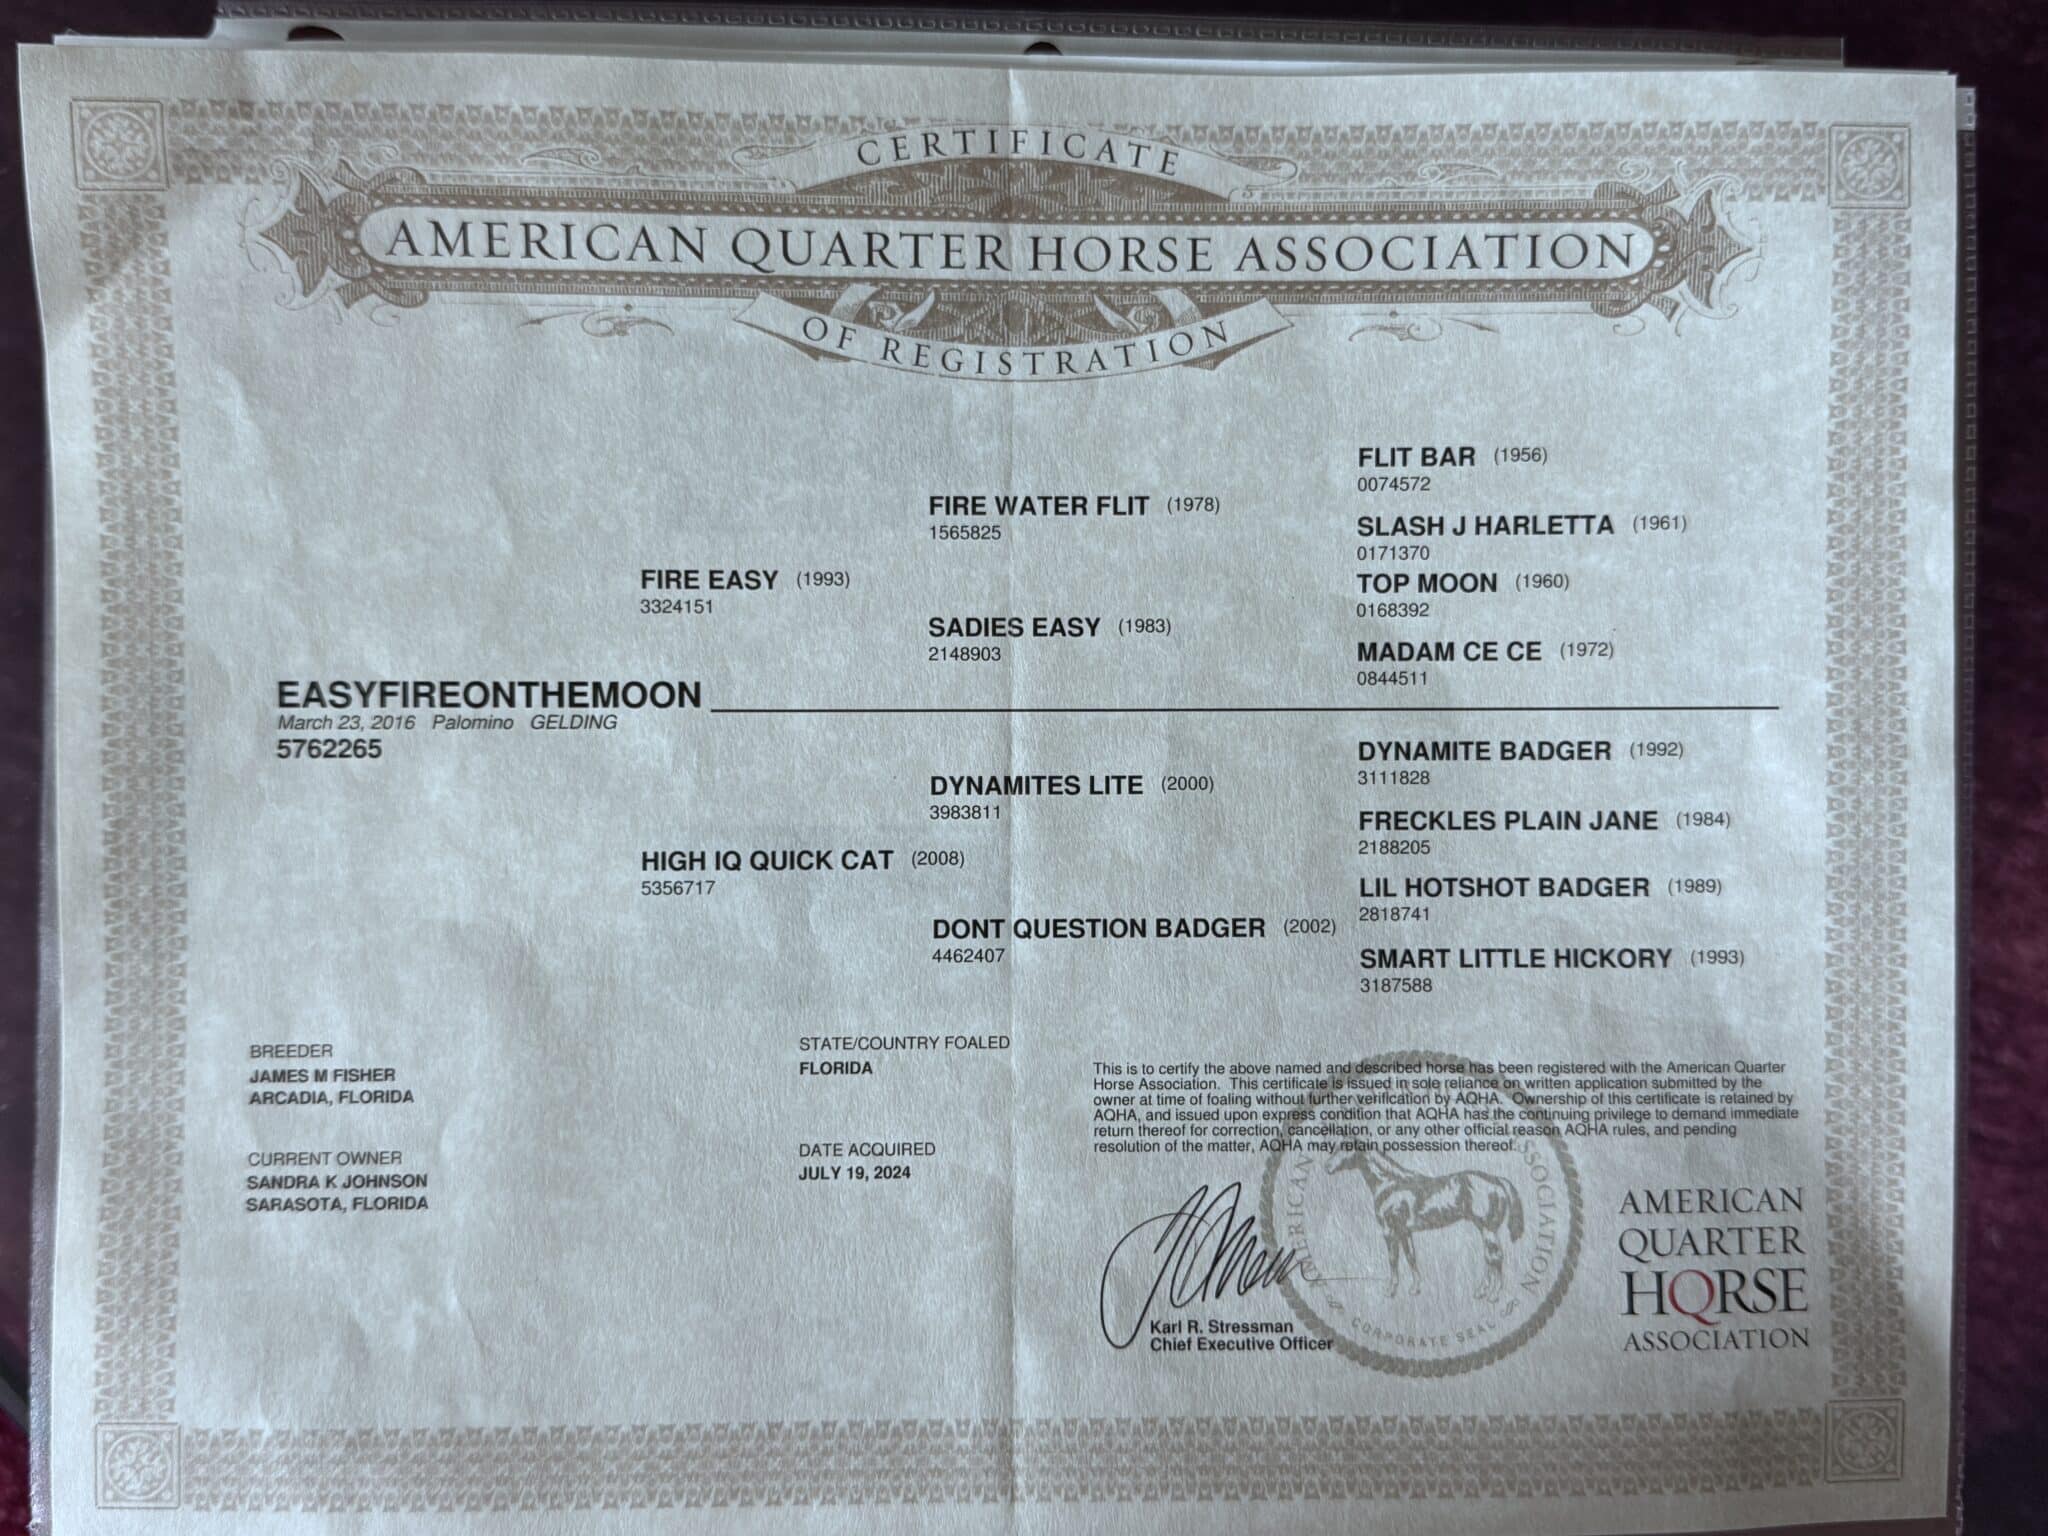 CERTIFICATE
AMERICAN QUARTER HORSE ASSOCIATION
OF REGISTRATION
FLIT BAR (1956)
0074572
FIRE WATER FLIT (1978)
1565825
SLASH J HARLETTA (1961)
0171370
FIRE EASY (1993)
3324151
TOP MOON (1960)
0168392
SADIES EASY (1983)
2148903
MADAM CE CE (1972)
0844511
EASYFIREONTHEMOON
March 23, 2016 Palomino GELDING
5762265
DYNAMITE BADGER (1992)
3111828
DYNAMITES LITE (2000)
3983811
FRECKLES PLAIN JANE (1984)
2188205
HIGH IQ QUICK CAT (2008)
5356717
LIL HOTSHOT BADGER (1989)
2818741
DONT QUESTION BADGER (2002)
4462407
SMART LITTLE HICKORY (1993)
3187588
BREEDER
JAMES M FISHER
ARCADIA, FLORIDA
STATE/COUNTRY FOALED
FLORIDA
CURRENT OWNER
SANDRA K JOHNSON
SARASOTA, FLORIDA
DATE ACQUIRED
JULY 19, 2024
This is to certify the above named and described horse has been registered with the American Quarter
Horse Association. This certificate is issued in sole reliance on written application submitted by the
owner at time of foaling without further verification by AQHA. Ownership of this certificate is retained by
AQHA, and issued upon express condition that AQHA has the continuing privilege to demand immediate
return thereof for correction, cancellation, or any other official reason AQHA rules, and pending
resolution of the matter, AQHA may retain possession thereof.
Karl R. Stressman
Chief Executive Officer
AMERICAN ASSOCIATION
CORPORATE SEAL
AMERICAN
QUARTER
HORSE
ASSOCIATION